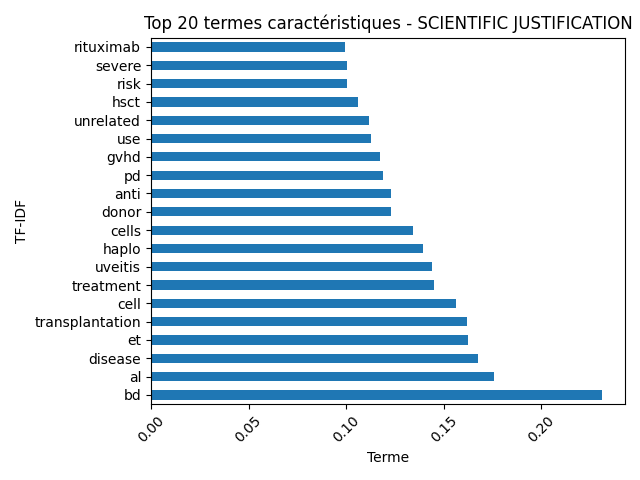 Top 20 termes caractéristiques - SCIENTIFIC JUSTIFICATION
rituximab
severe
risk
hsct
unrelated
use
gvhd
pd
anti
donor
cells
haplo
uveitis
treatment
cell
transplantation
et
disease
al
bd
TF-IDF
0.00
0.05
0.10
0.15
0.20
Terme